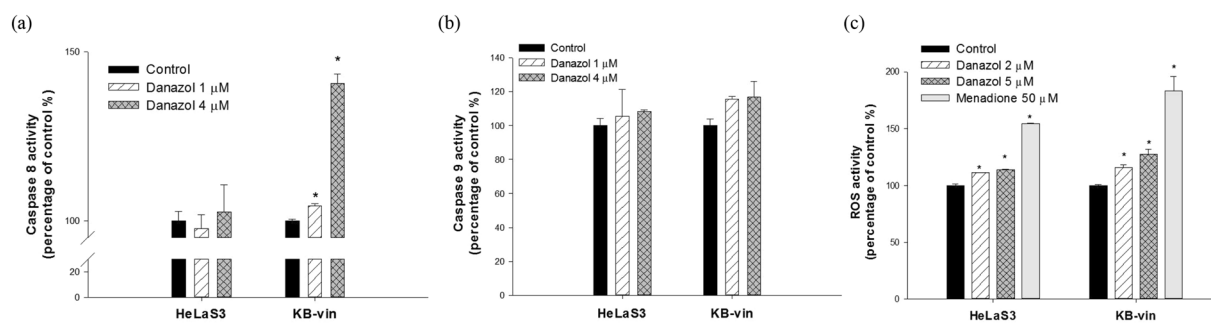 (a)
Caspase 8 activity
(percentage of control %)
150
100
20
0
Control
Danazol 1 μM
Danazol 4 μM
*
*
HeLaS3
KB-vin
(b)
Caspase 9 activity
(percentage of control %)
140
120
100
80
60
40
20
0
Control
Danazol 1 μM
Danazol 4 μM
HeLaS3
KB-vin
(c)
ROS activity
(percentage of control %)
200
150
100
50
0
Control
Danazol 2 μM
Danazol 5 μM
Menadione 50 μM
*
*
*
*
*
*
HeLaS3
KB-vin